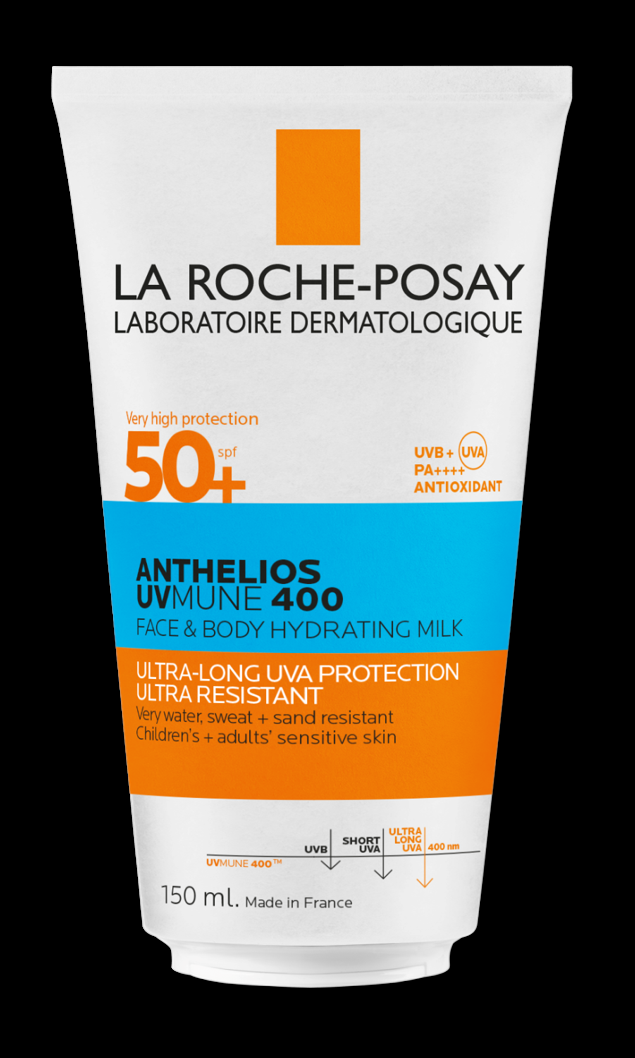 LA ROCHE-POSAY
LABORATOIRE DERMATOLOGIQUE
Very high protection
50+ spf
UVB + UVA
PA++++
ANTIOXIDANT
ANTHELIOS
UVMUNE 400
FACE & BODY HYDRATING MILK
ULTRA-LONG UVA PROTECTION
ULTRA RESISTANT
Very water, sweat + sand resistant
Children's + adults' sensitive skin
UVMUNE 400™
UVB
SHORT
UVA
ULTRA
LONG
UVA
400 nm
150 ml. Made in France